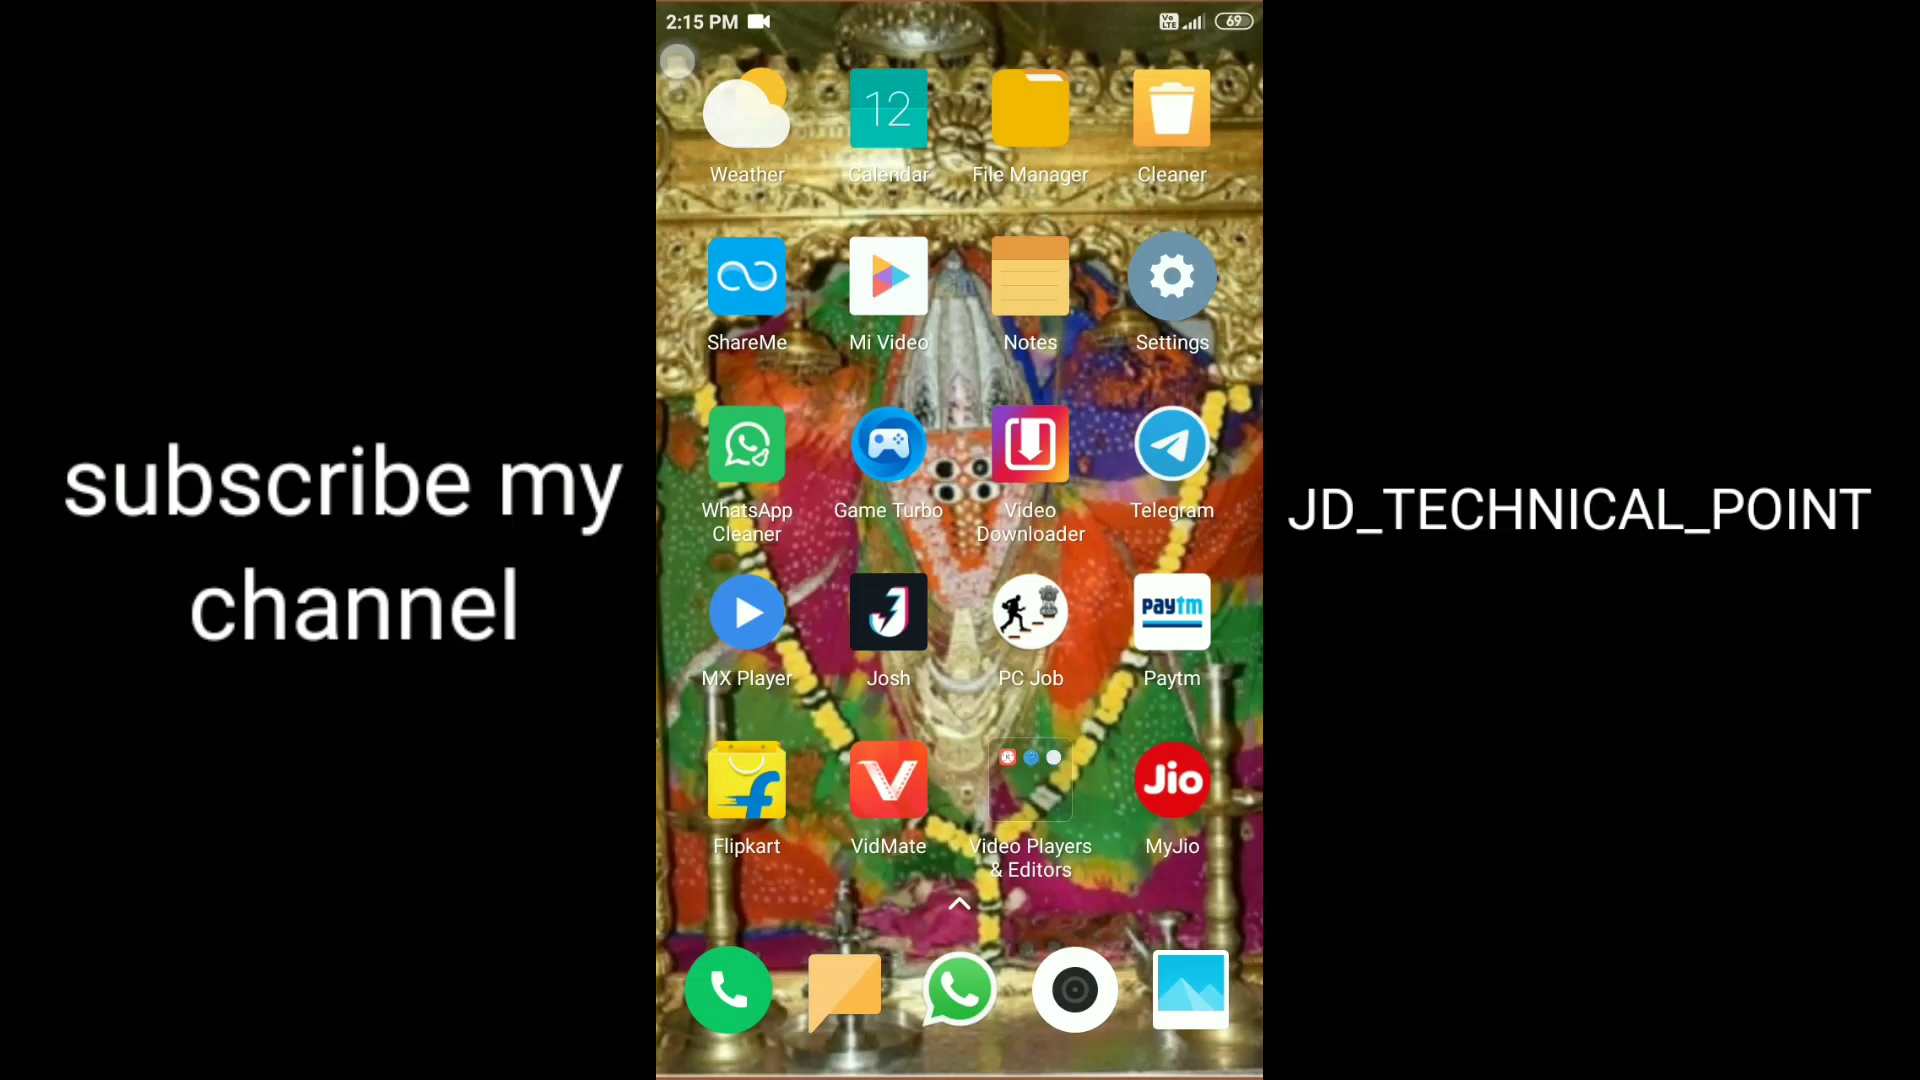 2:15 PM
Vo LTE
69
12
Weather
Calendar
File Manager
Cleaner
ShareMe
Mi Video
Notes
Settings
WhatsApp
Cleaner
Game Turbo
Video
Downloader
Telegram
paytm
MX Player
Josh
PC Job
Paytm
Jio
Flipkart
VidMate
Video Players
& Editors
MyJio
subscribe my
channel
JD_TECHNICAL_POINT